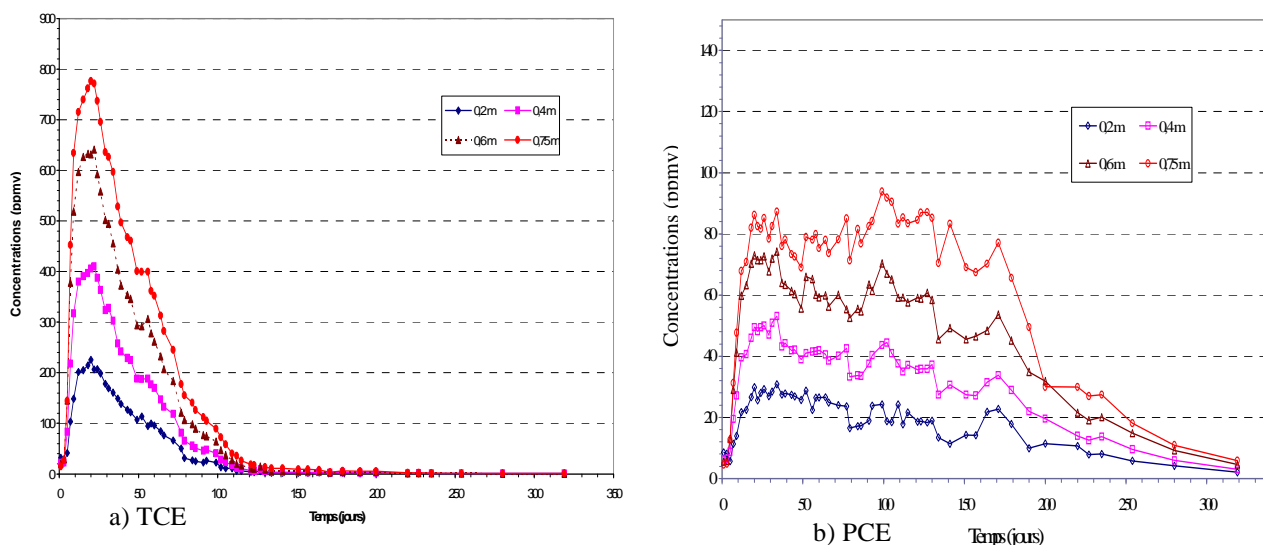 900
800
700
600
500
400
300
200
100
0
Concentrations (ppmv)
0,2m 0,4m
0,6m 0,75m
0 50 100 150 200 250 300 350
Temps (jours)
a) TCE
140
120
100
80
60
40
20
0
Concentrations (ppmv)
0,2m 0,4m
0,6m 0,75m
0 50 100 150 200 250 300
Temps (jours)
b) PCE